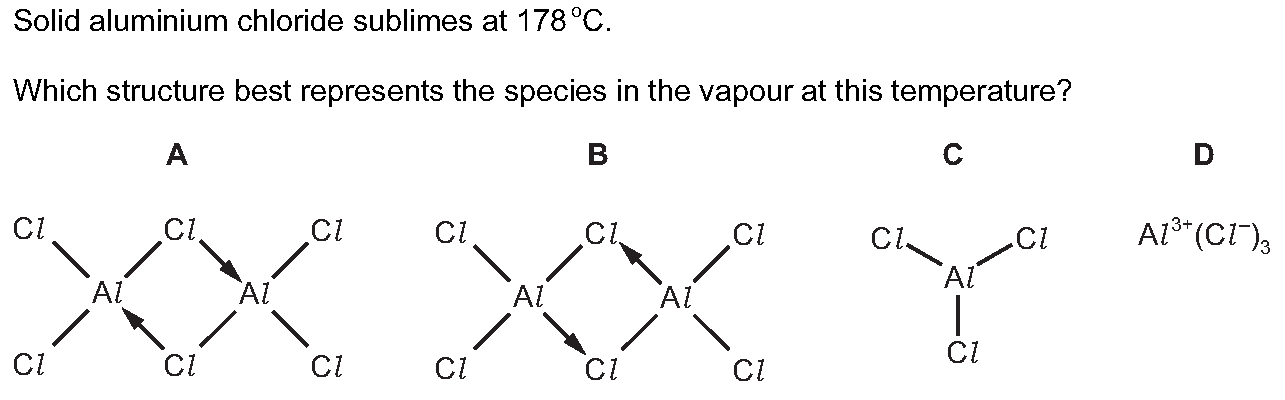 Solid aluminium chloride sublimes at 178 °C.
Which structure best represents the species in the vapour at this temperature?
A B C D
Cl Cl Cl Cl Cl Cl Cl Cl Al³⁺(Cl⁻)₃
Al Al Al Al Al
Cl Cl Cl Cl Cl Cl Cl